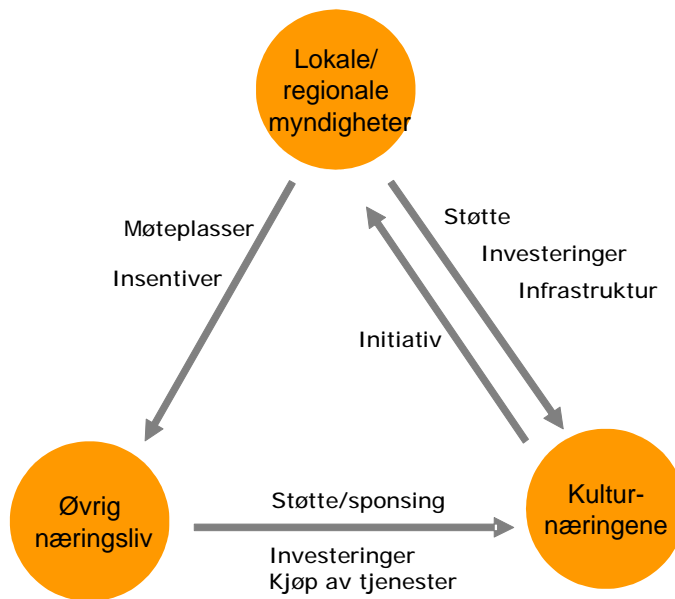 Lokale/
regionale
myndigheter
Møteplasser
Insentiver
Støtte
Investeringer
Infrastruktur
Initiativ
Øvrig
næringsliv
Støtte/sponsing
Investeringer
Kjøp av tjenester
Kultur-
næringene